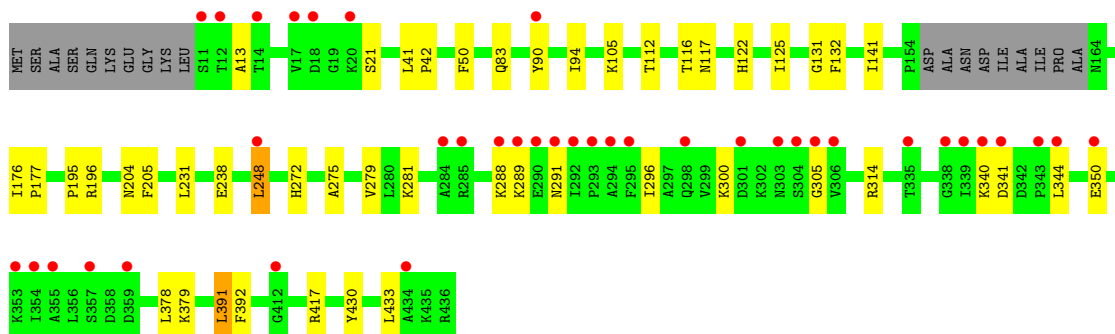 MET SER ALA SER GLN LYS GLU GLY LYS LEU S11 T12 A13 T14 V17 D18 G19 K20 S21 L41 P42 F50 Q83 Y90 I94 K105 T112 T116 N117 H122 I125 G131 F132 I141 P154 ASP ALA ASN ASP ILE ALA ILE PRO ALA N164
I176 P177 P195 R196 N204 F205 L231 E238 L248 H272 A275 V279 L280 K281 A284 R285 K288 K289 E290 N291 I292 P293 A294 F295 I296 A297 Q298 V299 K300 D301 K302 N303 S304 G305 V306 R314 T335 G338 I339 K340 D341 D342 P343 L344 E350
K353 I354 A355 L356 S357 D358 D359 L378 K379 L391 F392 G412 R417 Y430 L433 A434 K435 R436